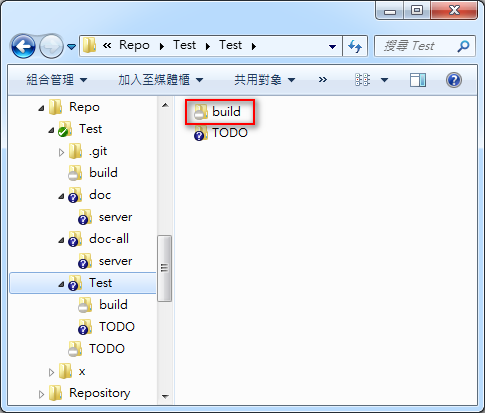 « Repo Test Test
搜尋 Test
組合管理 加入至媒體櫃 共用對象 »
Repo
Test
.git
build
doc
server
doc-all
server
Test
build
TODO
TODO
x
Repository
build
TODO